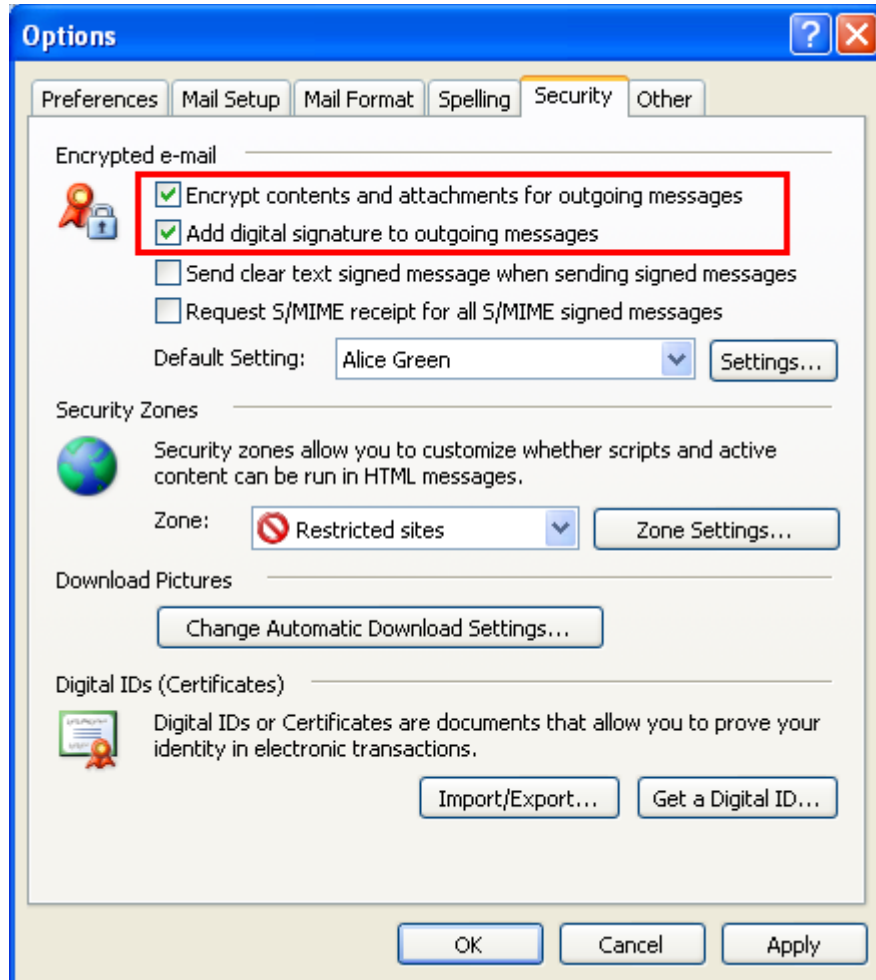 Options
Preferences Mail Setup Mail Format Spelling Security Other
Encrypted e-mail
Encrypt contents and attachments for outgoing messages
Add digital signature to outgoing messages
Send clear text signed message when sending signed messages
Request S/MIME receipt for all S/MIME signed messages
Default Setting: Alice Green Settings...
Security Zones
Security zones allow you to customize whether scripts and active
content can be run in HTML messages.
Zone: Restricted sites Zone Settings...
Download Pictures
Change Automatic Download Settings...
Digital IDs (Certificates)
Digital IDs or Certificates are documents that allow you to prove your
identity in electronic transactions.
Import/Export... Get a Digital ID...
OK Cancel Apply